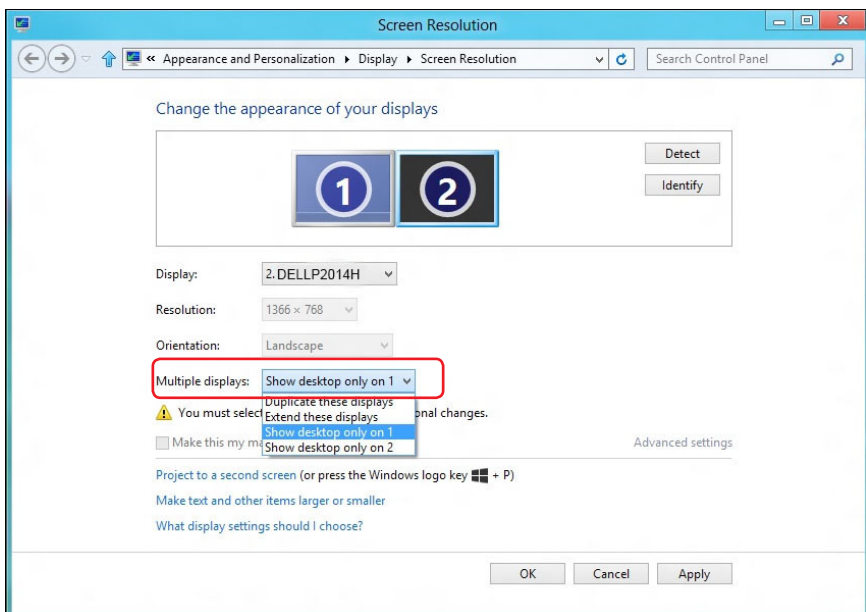 Screen Resolution
« Appearance and Personalization Display Screen Resolution Search Control Panel
Change the appearance of your displays
1 2
Detect
Identify
Display: 2. DELLP2014H
Resolution: 1366 × 768
Orientation: Landscape
Multiple displays: Show desktop only on 1
Duplicate these displays
You must select onal changes.
Extend these displays
Show desktop only on 1
Make this my ma Advanced settings
Show desktop only on 2
Project to a second screen (or press the Windows logo key + P)
Make text and other items larger or smaller
What display settings should I choose?
OK Cancel Apply